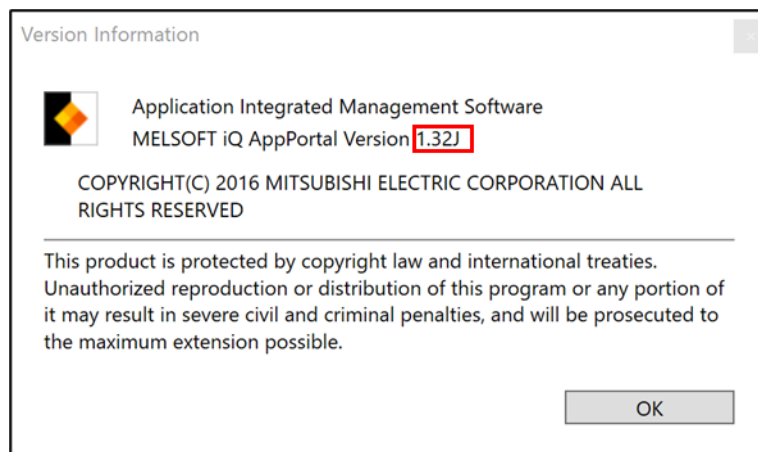 Version Information
Application Integrated Management Software
MELSOFT iQ AppPortal Version 1.32J
COPYRIGHT(C) 2016 MITSUBISHI ELECTRIC CORPORATION ALL
RIGHTS RESERVED
This product is protected by copyright law and international treaties.
Unauthorized reproduction or distribution of this program or any portion of
it may result in severe civil and criminal penalties, and will be prosecuted to
the maximum extension possible.
OK